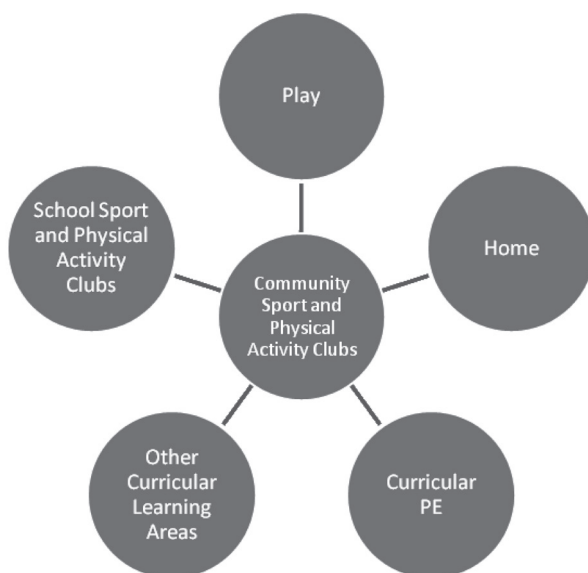 Play
School Sport
and Physical
Activity
Clubs
Home
Community
Sport and
Physical
Activity Clubs
Other
Curricular
Learning
Areas
Curricular
PE